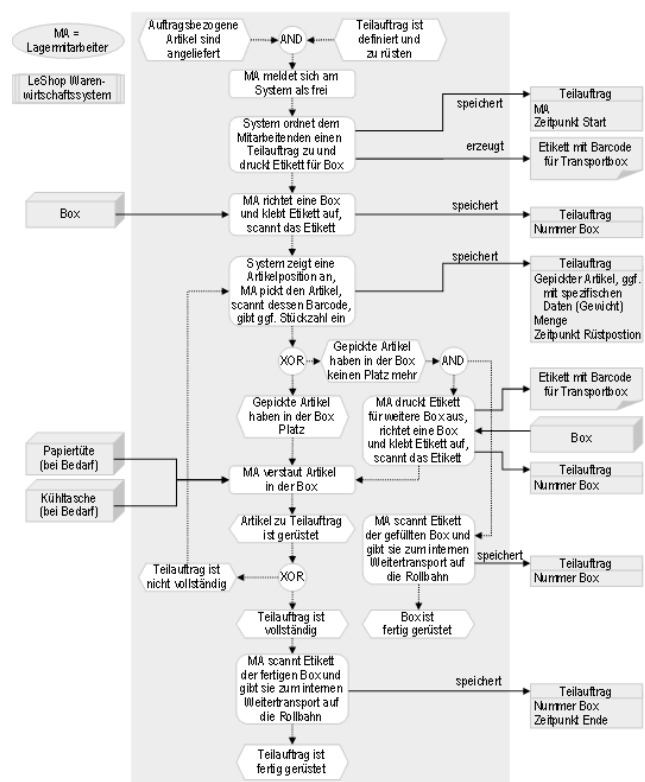 MA =
Lagermitarbeiter
LeShop Waren-
wirtschaftssystem
Auftragsbezogene
Artikel sind
angeliefert
AND
Teilauftrag ist
definiert und
zu rüsten
MA meldet sich am
System als frei
System ordnet dem
Mitarbeitenden einen
Teilauftrag zu und
druckt Etikett für Box
speichert
Teilauftrag
MA
Zeitpunkt Start
erzeugt
Etikett mit Barcode
für Transportbox
Box
MA richtet eine Box
und klebt Etikett auf,
scannt das Etikett
speichert
Teilauftrag
Nummer Box
System zeigt eine
Artikelposition an,
MA pickt den Artikel,
scannt dessen Barcode,
gibt ggf. Stückzahl ein
speichert
Teilauftrag
Gepickter Artikel, ggf.
mit spezifischen
Daten (Gewicht)
Menge
Zeitpunkt Rüstpostion
XOR
Gepickte Artikel
haben in der Box
keinen Platz mehr
AND
Gepickte Artikel
haben in der Box
Platz
MA druckt Etikett
für weitere Box aus,
richtet eine Box
und klebt Etikett auf,
scannt das Etikett
Etikett mit Barcode
für Transportbox
Box
Teilauftrag
Nummer Box
Papiertüte
(bei Bedarf)
Kühltasche
(bei Bedarf)
MA verstaut Artikel
in der Box
Artikel zu Teilauftrag
ist gerüstet
MA scannt Etikett
der gefüllten Box und
gibt sie zum internen
Weitertransport auf
die Rollbahn
speichert
Teilauftrag
Nummer Box
Teilauftrag ist
nicht vollständig
XOR
Teilauftrag ist
vollständig
Box ist
fertig gerüstet
MA scannt Etikett
der fertigen Box und
gibt sie zum internen
Weitertransport auf
die Rollbahn
speichert
Teilauftrag
Nummer Box
Zeitpunkt Ende
Teilauftrag ist
fertig gerüstet